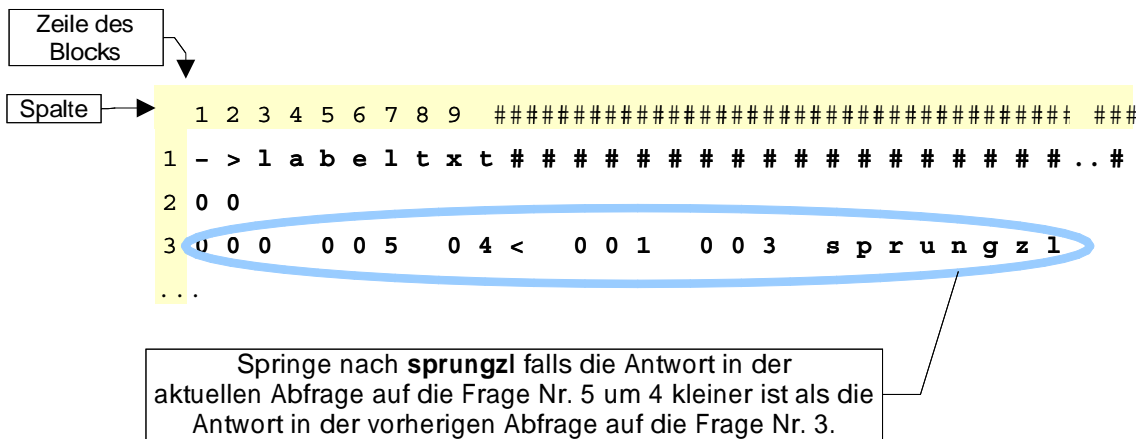 Zeile des
Blocks
Spalte
1 2 3 4 5 6 7 8 9 ##################################### ###
1 - > l a b e l t x t # # # # # # # # # # # # # # # # # # .. #
2 0 0
3 0 0 0 0 0 5 0 4 < 0 0 1 0 0 3 s p r u n g z l
...
Springe nach sprungzl falls die Antwort in der
aktuellen Abfrage auf die Frage Nr. 5 um 4 kleiner ist als die
Antwort in der vorherigen Abfrage auf die Frage Nr. 3.